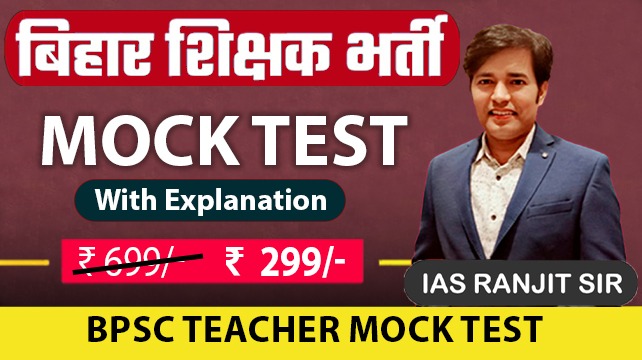 बिहार शिक्षक भर्ती
MOCK TEST
With Explanation
₹ 699/- ₹ 299/-
IAS RANJIT SIR
BPSC TEACHER MOCK TEST